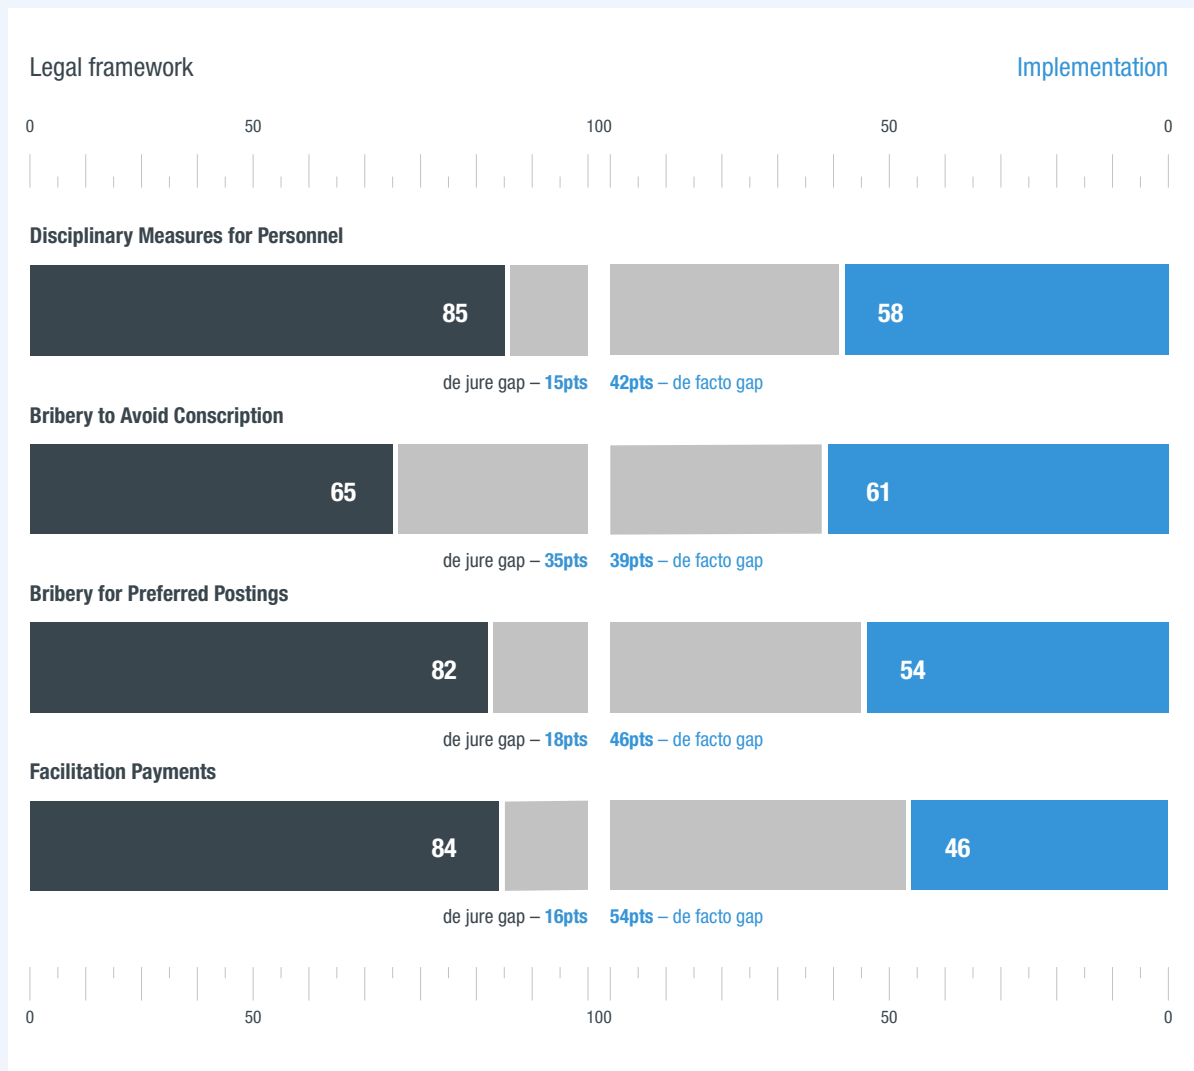 Legal framework
Implementation
0 50 100 50 0
Disciplinary Measures for Personnel
85 58
de jure gap – 15pts 42pts – de facto gap
Bribery to Avoid Conscription
65 61
de jure gap – 35pts 39pts – de facto gap
Bribery for Preferred Postings
82 54
de jure gap – 18pts 46pts – de facto gap
Facilitation Payments
84 46
de jure gap – 16pts 54pts – de facto gap
0 50 100 50 0